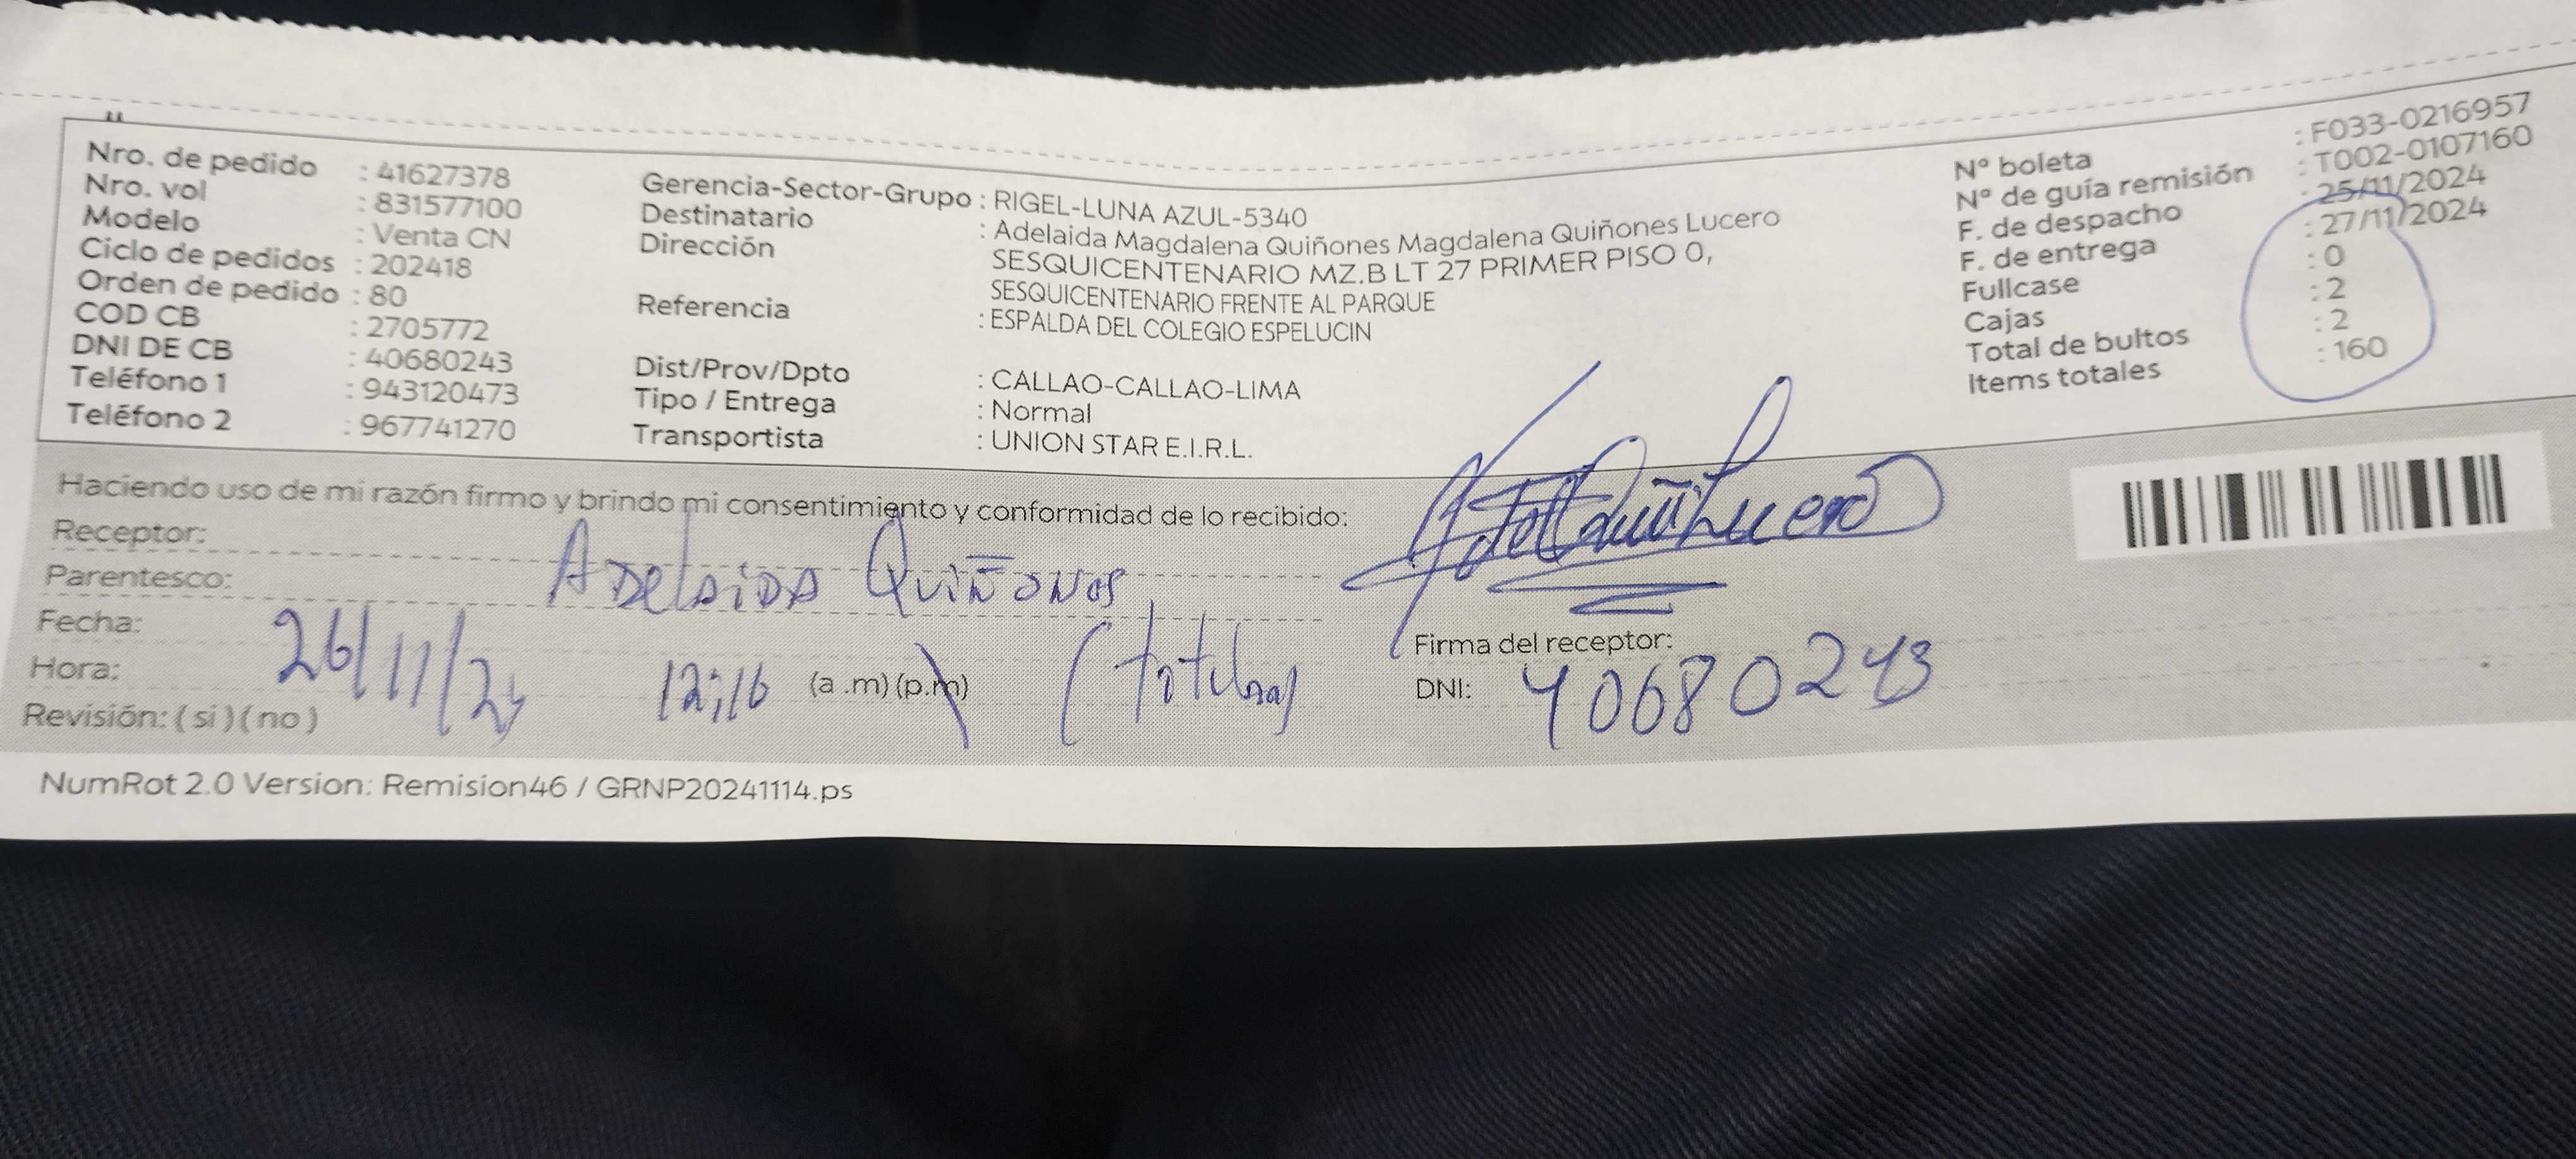 Nro. de pedido : 41627378
Nro. vol : 831577100
Modelo : Venta CN
Ciclo de pedidos : 202418
Orden de pedido : 80
COD CB : 2705772
DNI DE CB : 40680243
Teléfono 1 : 943120473
Teléfono 2 : 967741270
Gerencia-Sector-Grupo : RIGEL-LUNA AZUL-5340
Destinatario : Adelaida Magdalena Quiñones Magdalena Quiñones Lucero
Dirección SESQUICENTENARIO MZ.B LT 27 PRIMER PISO 0,
SESQUICENTENARIO FRENTE AL PARQUE
Referencia : ESPALDA DEL COLEGIO ESPELUCIN
Dist/Prov/Dpto : CALLAO-CALLAO-LIMA
Tipo / Entrega : Normal
Transportista : UNION STAR E.I.R.L.
N° boleta : F033-0216957
N° de guía remisión : T002-0107160
F. de despacho : 25/11/2024
F. de entrega : 27/11/2024
Fullcase : 0
Cajas : 2
Total de bultos : 2
Items totales : 160
Haciendo uso de mi razón firmo y brindo mi consentimiento y conformidad de lo recibido:
Receptor: Adelaida Quiñones
Parentesco:
Fecha: 26/11/24
Hora: 12:16 (a .m) (p.m) (titular)
Revisión: ( si ) ( no )
Firma del receptor:
DNI: 40680243
NumRot 2.0 Version: Remision46 / GRNP20241114.ps